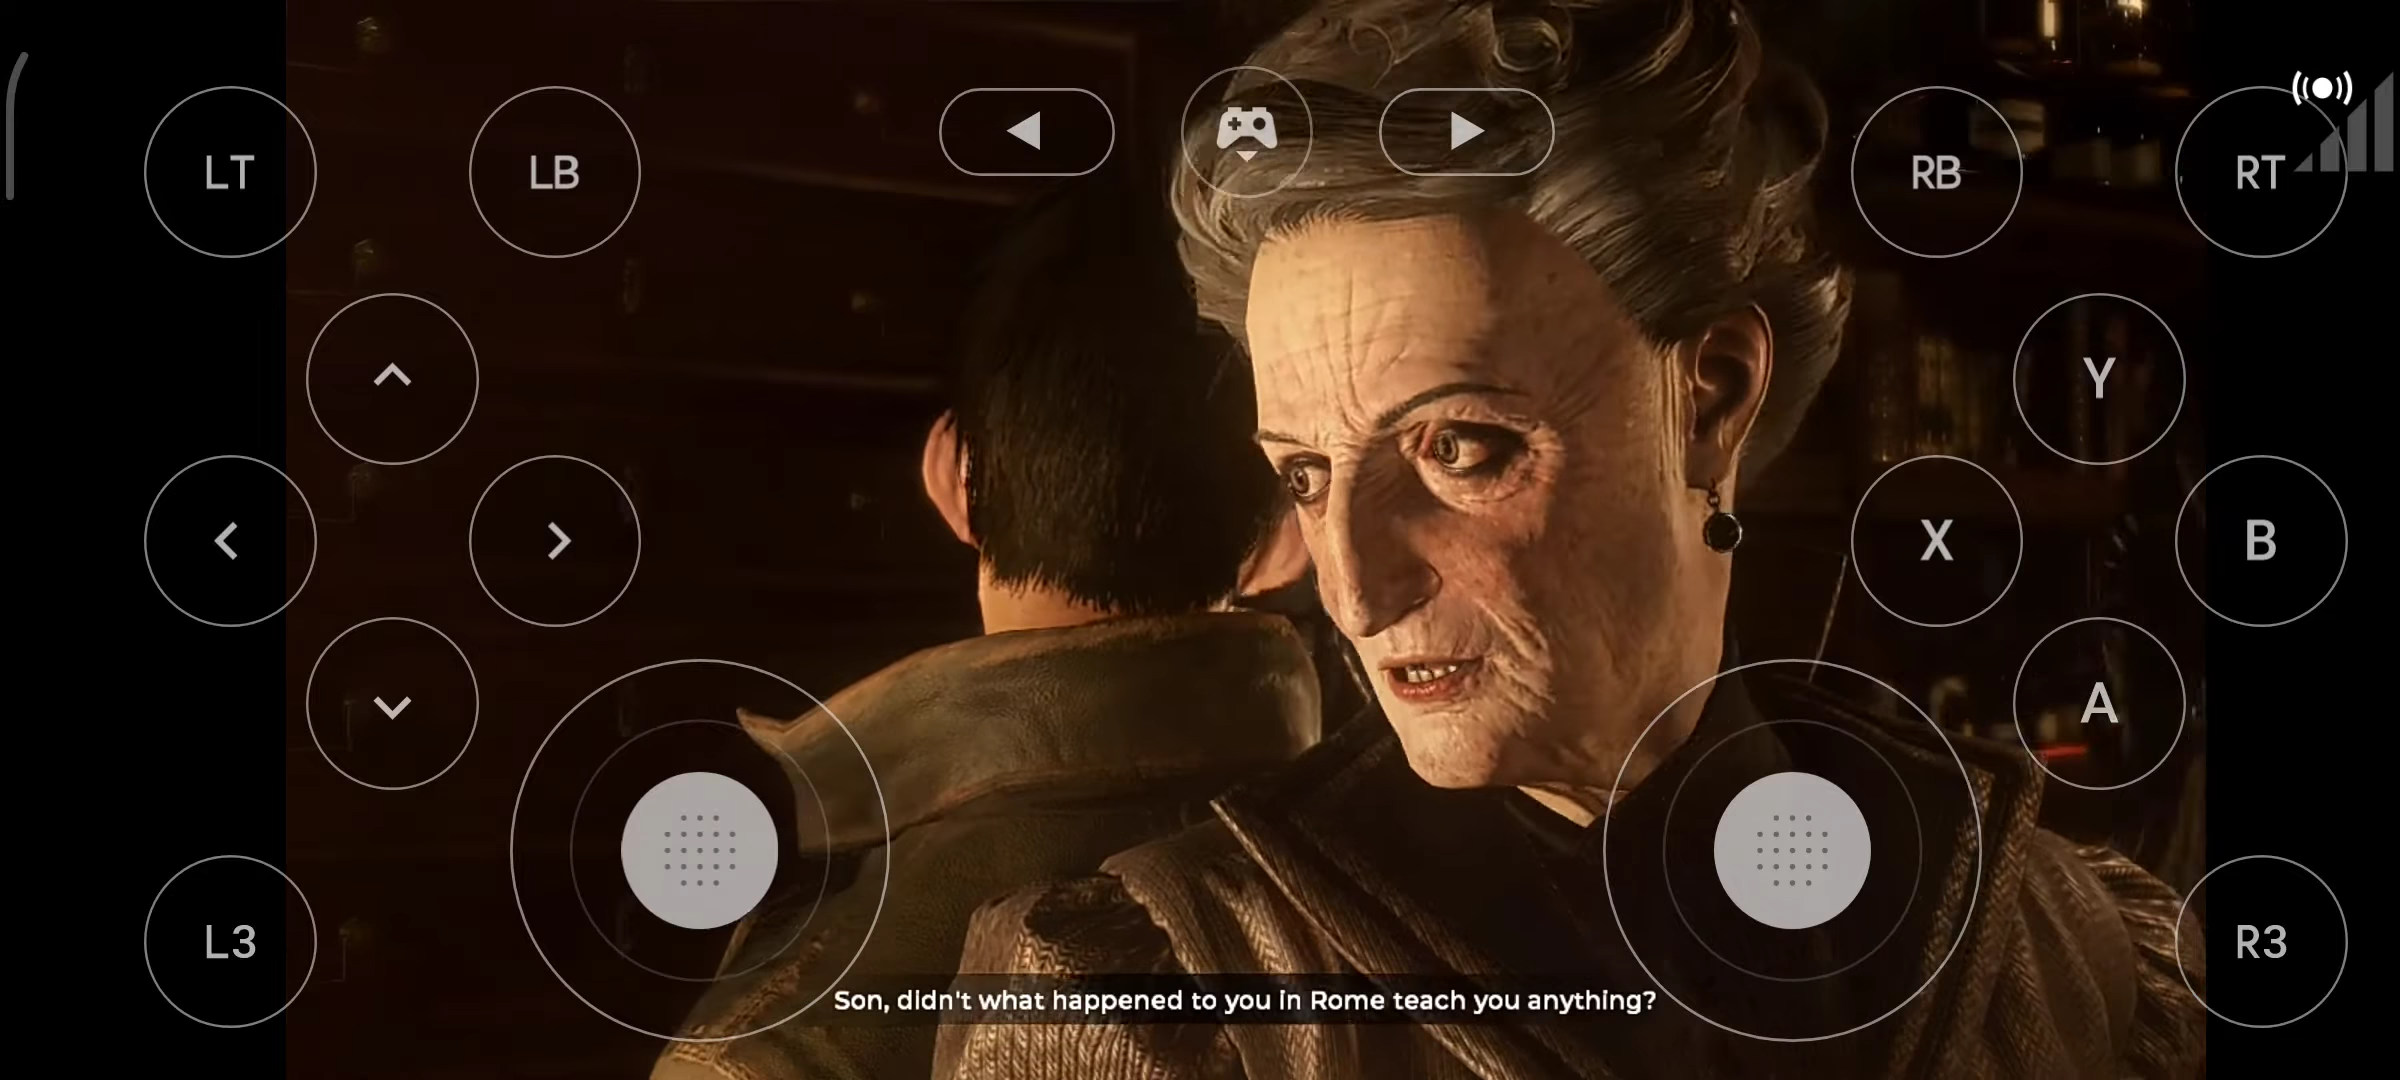 LT
LB
RB
RT
Y
X
B
A
L3
R3
Son, didn't what happened to you in Rome teach you anything?